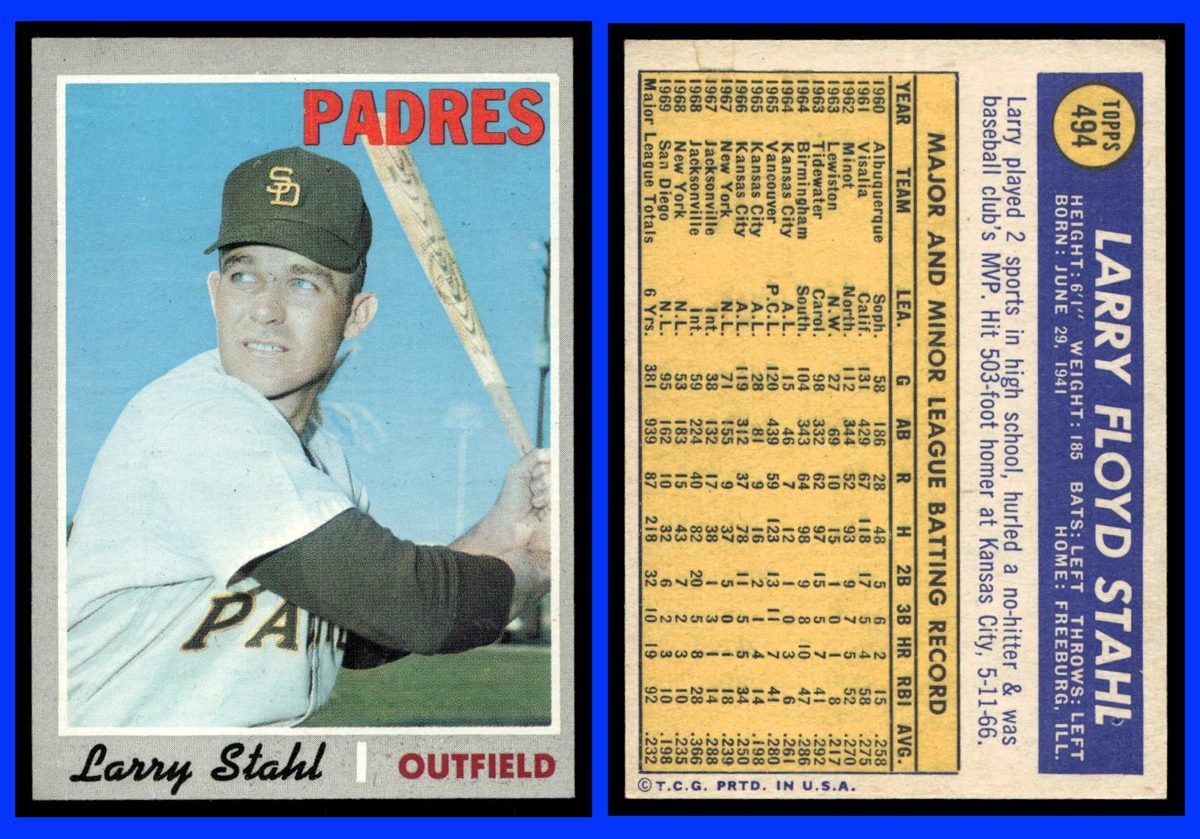 PADRES
SD
PA
Larry Stahl | OUTFIELD
TOPPS
494
LARRY FLOYD STAHL
HEIGHT: 6'1" WEIGHT: 185 BATS: LEFT THROWS: LEFT
BORN: JUNE 29, 1941 HOME: FREEBURG, ILL.
Larry played 2 sports in high school, hurled a no-hitter & was
baseball club's MVP. Hit 503-foot homer at Kansas City, 5-11-66.
MAJOR AND MINOR LEAGUE BATTING RECORD
YEAR TEAM LEA. G AB R H 2B 3B HR RBI AVG.
1960 Albuquerque Soph. 58 186 28 48 5 6 2 15 .258
1961 Visalia Calif. 131 429 67 118 17 5 4 58 .275
1962 Minot North. 112 344 52 93 9 7 5 52 .270
1963 Lewiston N.W. 27 69 10 15 1 0 1 8 .217
1963 Tidewater Carol. 98 332 62 97 15 5 7 41 .292
1964 Birmingham South. 104 343 64 98 9 8 10 47 .286
1964 Kansas City A.L. 15 46 7 12 1 0 3 6 .261
1965 Vancouver P.C.L. 120 439 59 123 13 11 7 41 .280
1965 Kansas City A.L. 28 81 9 16 2 1 4 14 .198
1966 Kansas City A.L. 119 312 37 78 11 5 5 34 .250
1967 New York N.L. 71 155 9 37 5 0 1 18 .239
1967 Jacksonville Int. 38 132 17 38 1 1 1 14 .288
1968 Jacksonville Int. 59 224 40 82 20 3 8 28 .366
1968 New York N.L. 53 183 15 43 7 2 3 10 .235
1969 San Diego N.L. 95 162 10 32 6 2 3 10 .198
Major League Totals 6 Yrs. 381 939 87 218 32 10 19 92 .232
© T.C.G. PRTD. IN U.S.A.